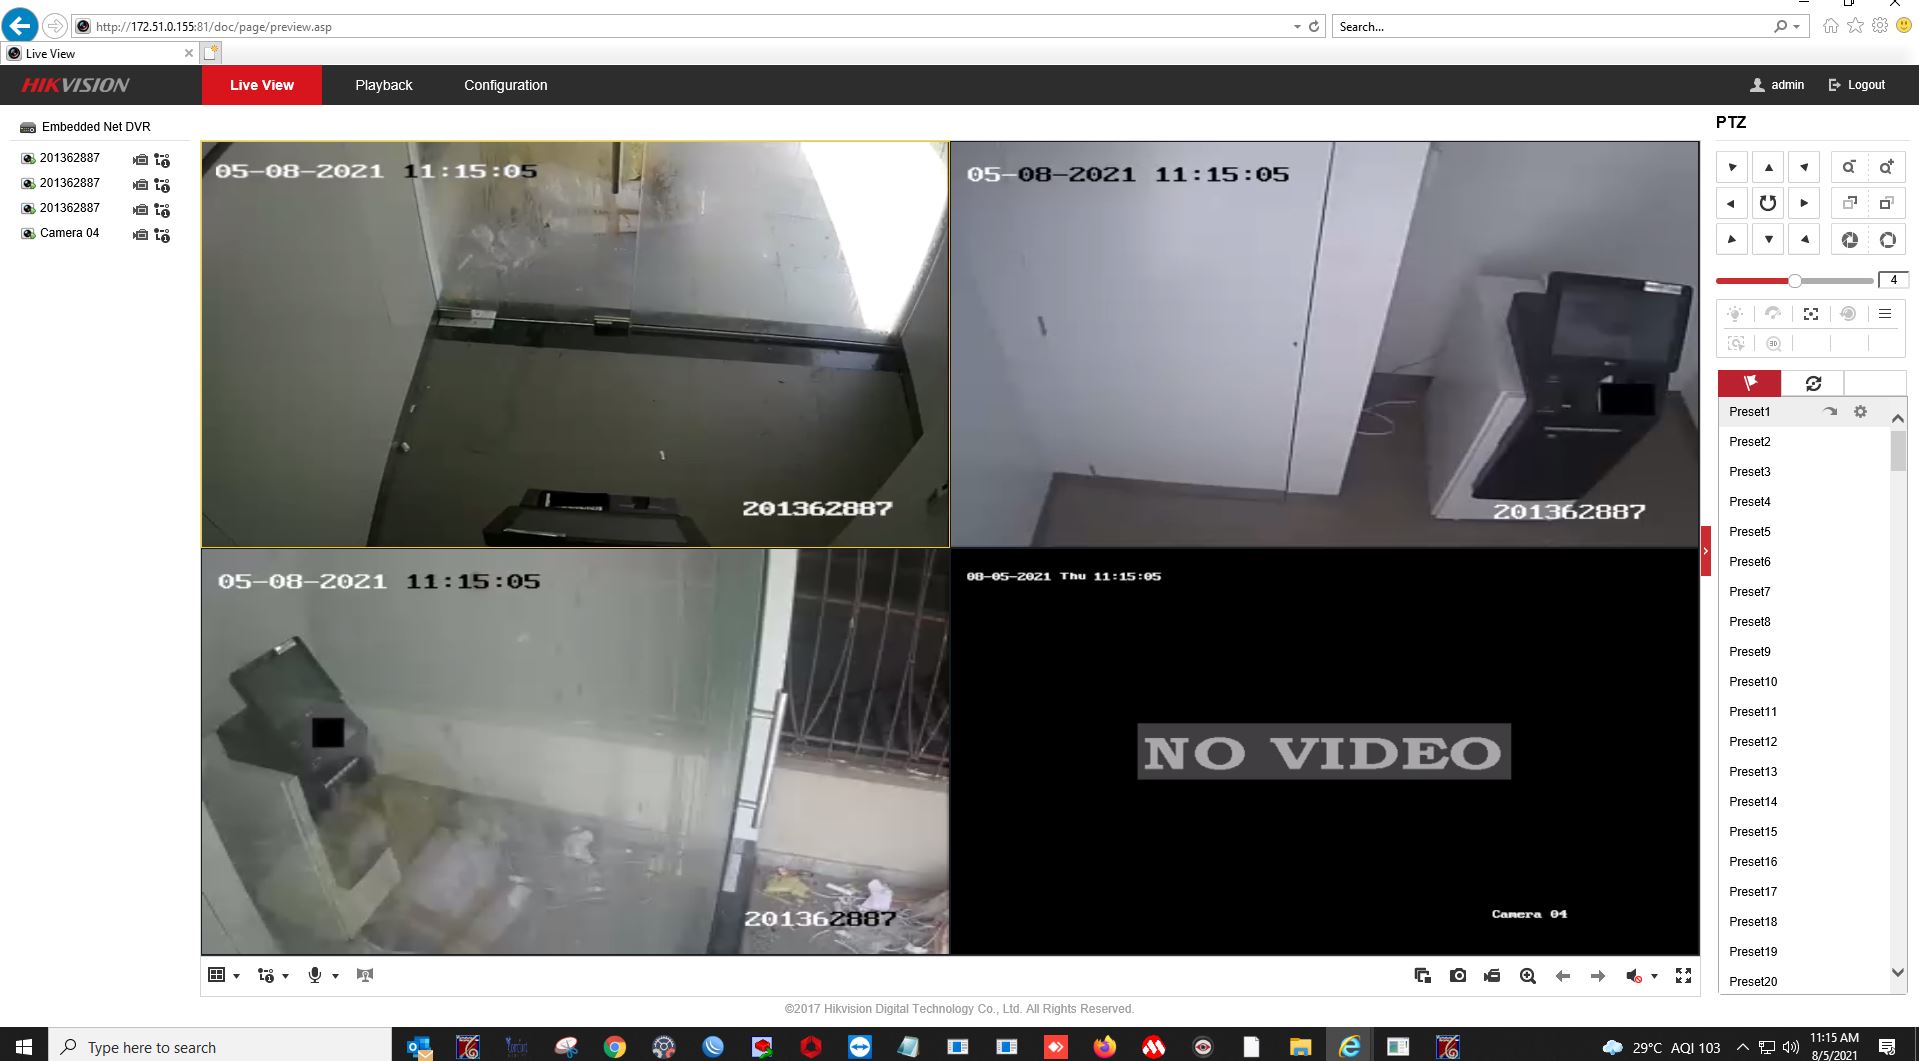 http://172.51.0.155:81/doc/page/preview.asp
Search...
Live View
HIKVISION
Live View
Playback
Configuration
admin
Logout
Embedded Net DVR
201362887
201362887
201362887
Camera 04
05-08-2021 11:15:05
201362887
05-08-2021 11:15:05
201362887
05-08-2021 11:15:05
201362887
08-05-2021 Thu 11:15:05
NO VIDEO
Camera 04
PTZ
4
3D
Preset1
Preset2
Preset3
Preset4
Preset5
Preset6
Preset7
Preset8
Preset9
Preset10
Preset11
Preset12
Preset13
Preset14
Preset15
Preset16
Preset17
Preset18
Preset19
Preset20
©2017 Hikvision Digital Technology Co., Ltd. All Rights Reserved.
Type here to search
29°C AQI 103
11:15 AM
8/5/2021